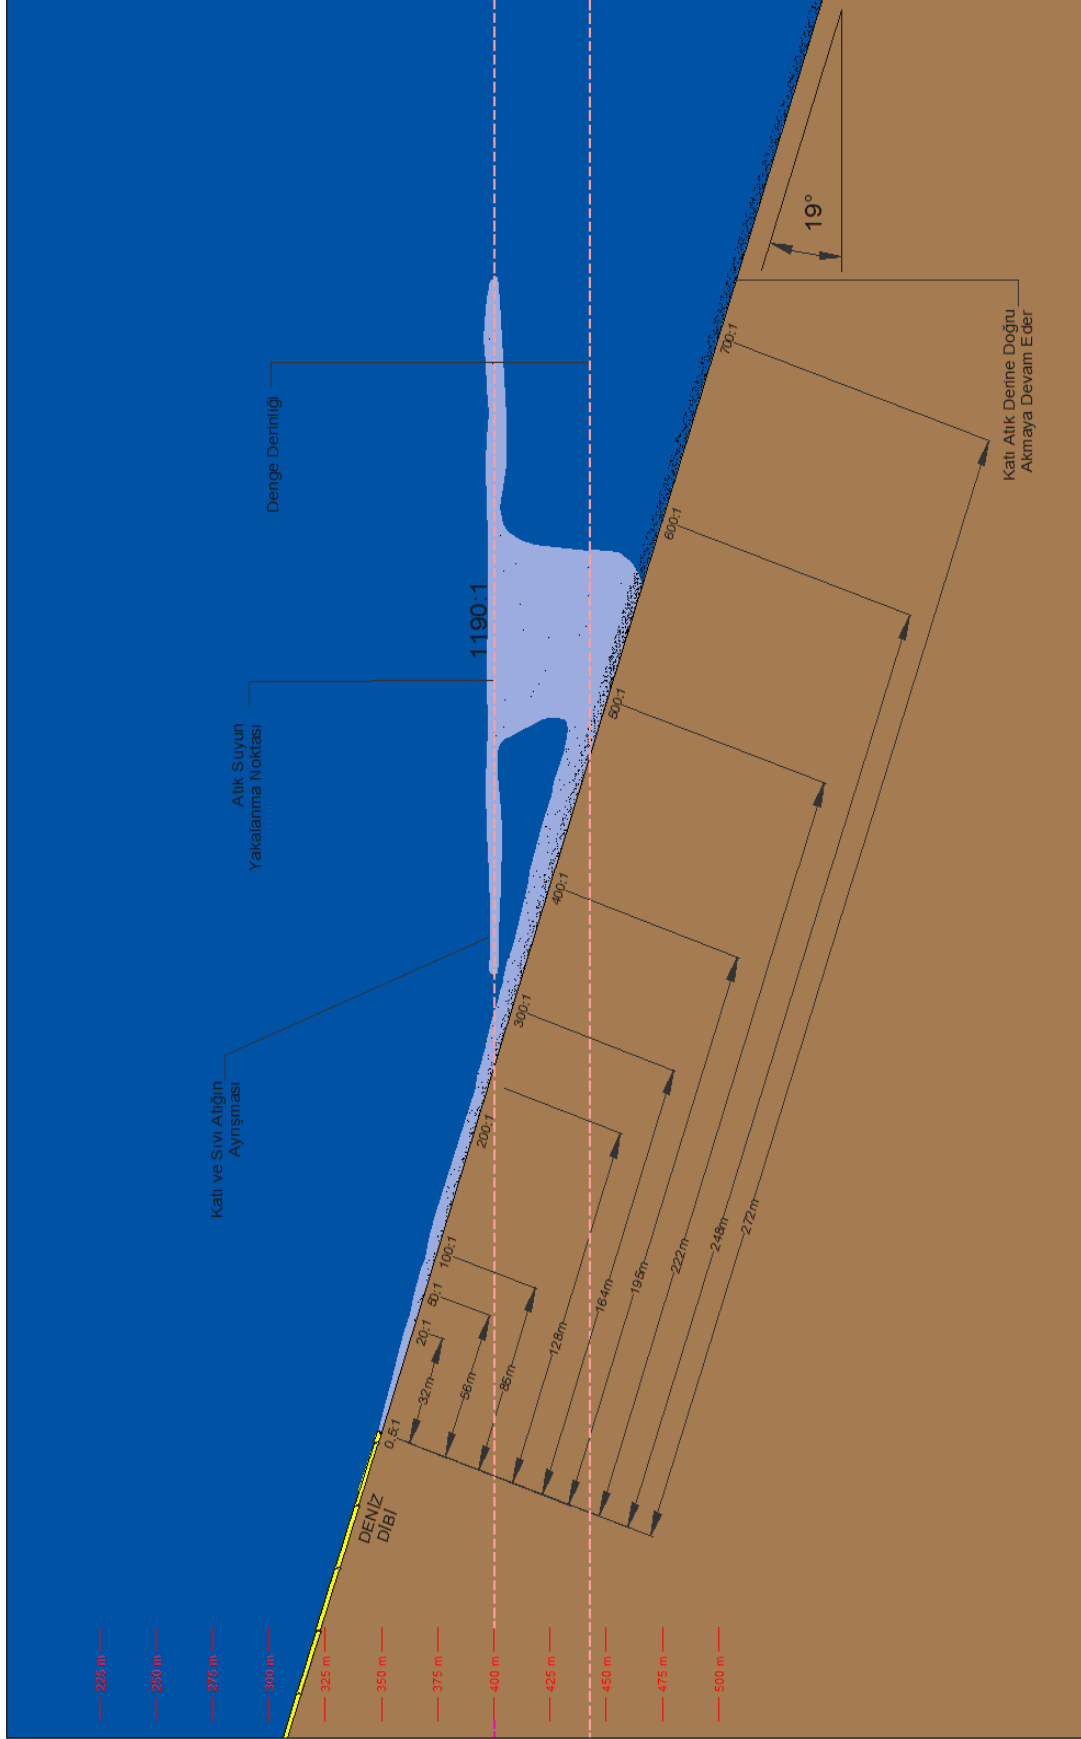 225 m
250 m
275 m
300 m
325 m
350 m
375 m
400 m
425 m
450 m
475 m
500 m
Katı ve Sıvı Atığın
Ayrışması
Atık Suyun
Yakalanma Noktası
Denge Derinliği
1190:1
DENİZ
DİBİ
0.5:1
20:1
50:1
100:1
200:1
300:1
400:1
500:1
600:1
700:1
32m
56m
86m
128m
164m
195m
222m
248m
272m
19°
Katı Atık Derine Doğru
Akmaya Devam Eder